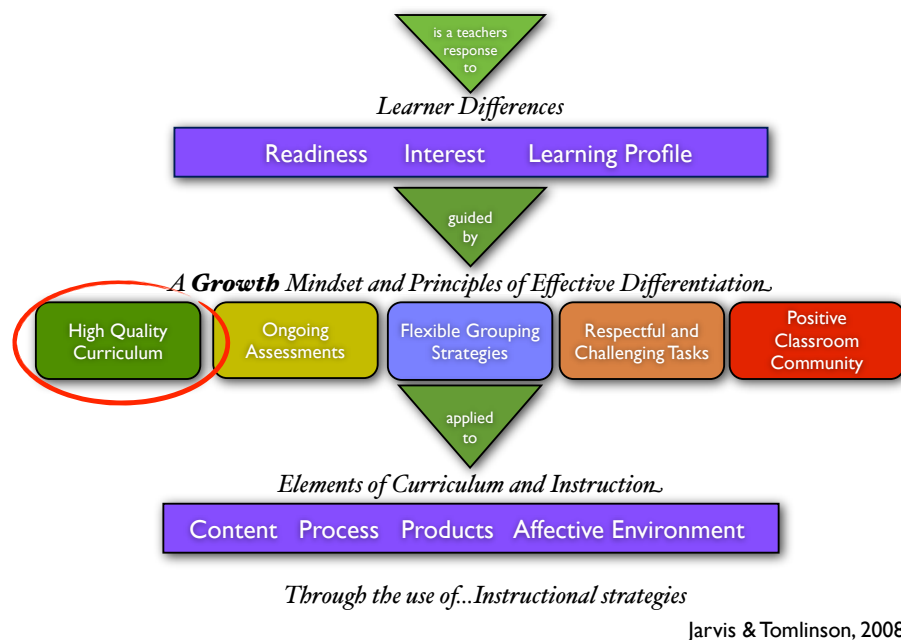 is a teachers
response
to
Learner Differences
Readiness Interest Learning Profile
guided
by
A Growth Mindset and Principles of Effective Differentiation
High Quality
Curriculum
Ongoing
Assessments
Flexible Grouping
Strategies
Respectful and
Challenging Tasks
Positive
Classroom
Community
applied
to
Elements of Curriculum and Instruction
Content Process Products Affective Environment
Through the use of...Instructional strategies
Jarvis & Tomlinson, 2008